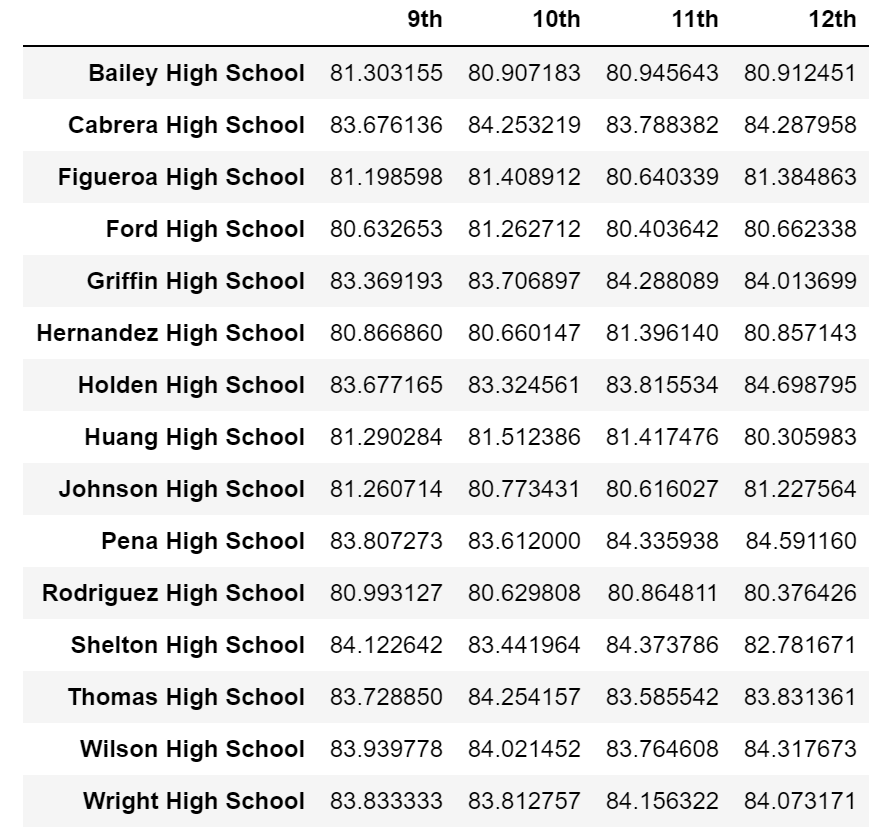 9th 10th 11th 12th
Bailey High School 81.303155 80.907183 80.945643 80.912451
Cabrera High School 83.676136 84.253219 83.788382 84.287958
Figueroa High School 81.198598 81.408912 80.640339 81.384863
Ford High School 80.632653 81.262712 80.403642 80.662338
Griffin High School 83.369193 83.706897 84.288089 84.013699
Hernandez High School 80.866860 80.660147 81.396140 80.857143
Holden High School 83.677165 83.324561 83.815534 84.698795
Huang High School 81.290284 81.512386 81.417476 80.305983
Johnson High School 81.260714 80.773431 80.616027 81.227564
Pena High School 83.807273 83.612000 84.335938 84.591160
Rodriguez High School 80.993127 80.629808 80.864811 80.376426
Shelton High School 84.122642 83.441964 84.373786 82.781671
Thomas High School 83.728850 84.254157 83.585542 83.831361
Wilson High School 83.939778 84.021452 83.764608 84.317673
Wright High School 83.833333 83.812757 84.156322 84.073171